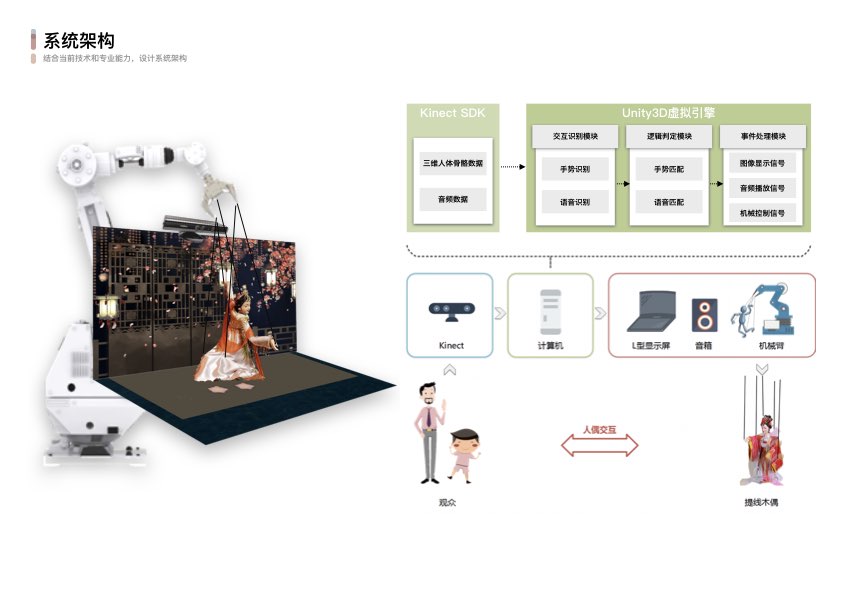 系统架构
结合当前技术和专业能力，设计系统架构
Kinect SDK
三维人体骨骼数据
音频数据
Unity3D虚拟引擎
交互识别模块
手势识别
语音识别
逻辑判定模块
手势匹配
语音匹配
事件处理模块
图像显示信号
音频播放信号
机械控制信号
Kinect
计算机
L型显示屏
音箱
机械臂
人偶交互
观众
提线木偶